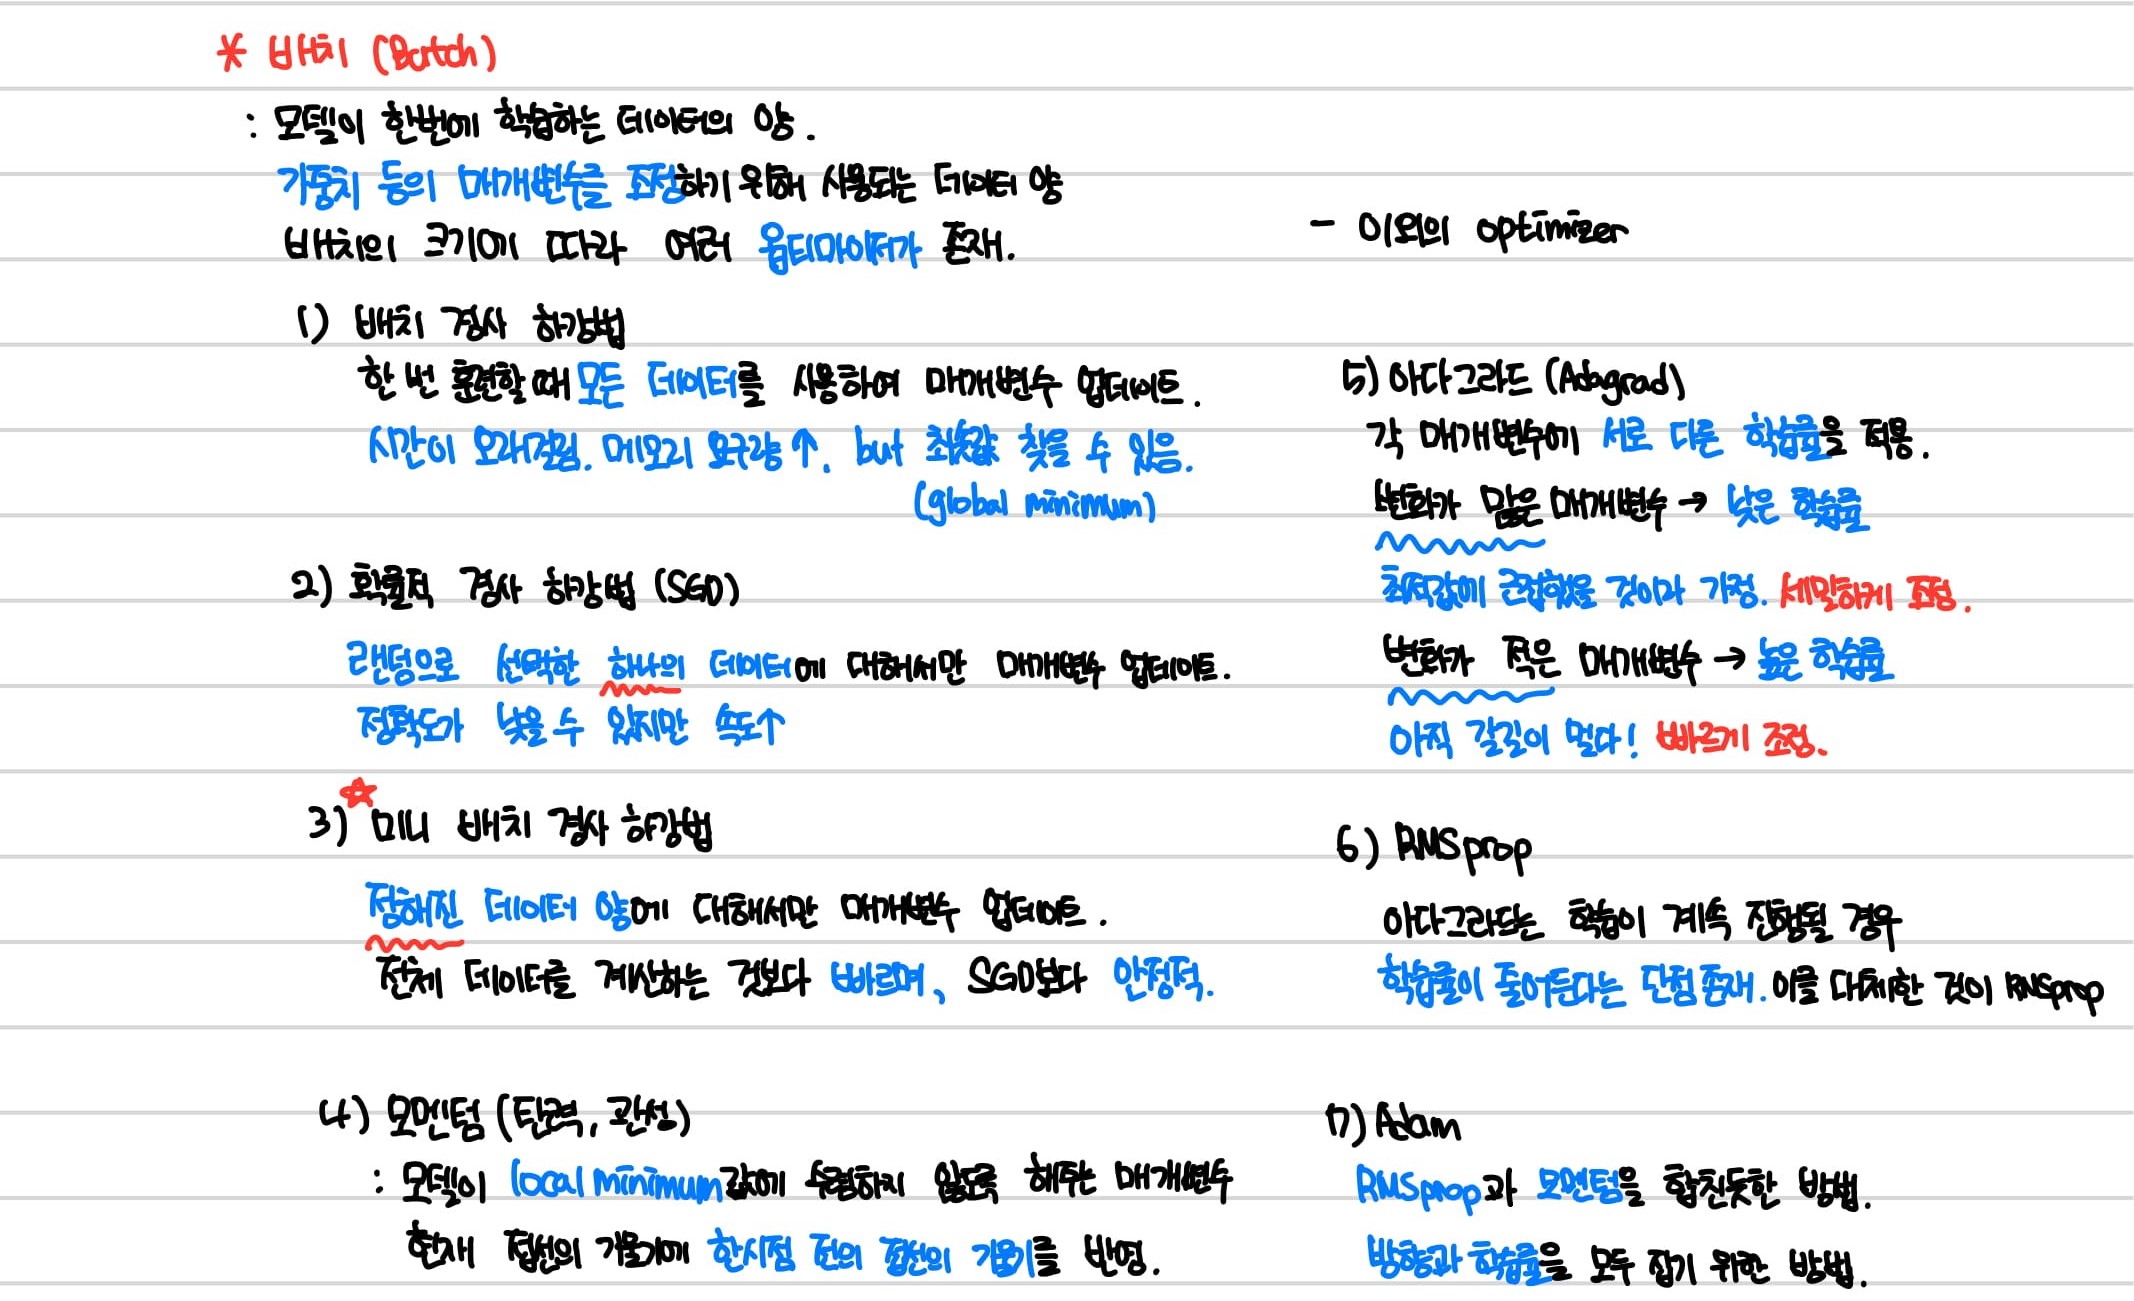 * 배치 (Batch)
: 모델이 한번에 학습하는 데이터의 양.
가중치 등의 매개변수를 조정하기 위해 사용되는 데이터 양
배치의 크기에 따라 여러 옵티마이저가 존재.
1) 배치 경사 하강법
한 번 훈련할 때 모든 데이터를 사용하여 매개변수 업데이트.
시간이 오래걸림. 메모리 요구량↑. but 최솟값 찾을 수 있음.
(global minimum)
2) 확률적 경사 하강법 (SGD)
랜덤으로 선택한 하나의 데이터에 대해서만 매개변수 업데이트.
정확도가 낮을 수 있지만 속도↑
☆
3) 미니 배치 경사 하강법
정해진 데이터 양에 대해서만 매개변수 업데이트.
전체 데이터를 계산하는 것보다 빠르며, SGD보다 안정적.
4) 모멘텀 (탄력, 관성)
: 모델이 local minimum값에 수렴하지 않도록 해주는 매개변수
현재 접선의 기울기에 한시점 전의 접선의 기울기를 반영.
- 이외의 optimizer
5) 아다그라드 (Adagrad)
각 매개변수에 서로 다른 학습률을 적용.
변화가 많은 매개변수 → 낮은 학습률
최적값에 근접했을 것이라 가정. 세밀하게 조정.
변화가 적은 매개변수 → 높은 학습률
아직 갈길이 멀다! 빠르게 조정.
6) RMSprop
아다그라드는 학습이 계속 진행될 경우
학습률이 줄어든다는 단점 존재. 이를 대체한 것이 RMSprop
7) Adam
RMSprop과 모멘텀을 합친듯한 방법.
방향과 학습률을 모두 잡기 위한 방법.